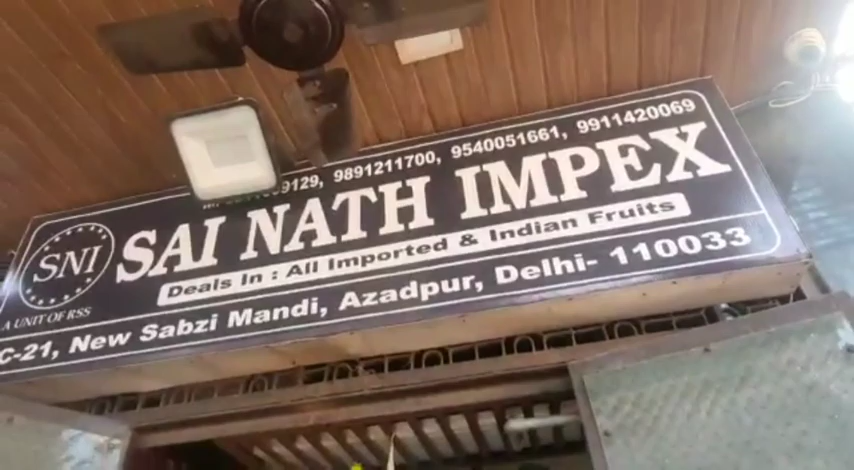 9891211700, 9540051661, 9911420069
SNI
SAI NATH IMPEX
Deals In : All Imported & Indian Fruits
A UNIT OF RSS
C-21, New Sabzi Mandi, Azadpur, Delhi- 110033